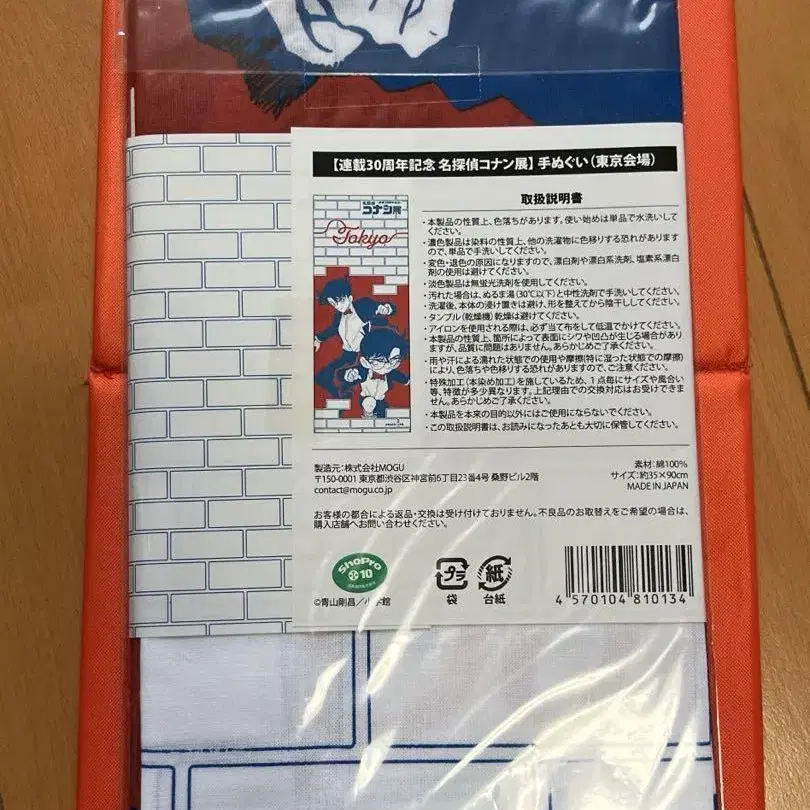 【連載30周年記念 名探偵コナン展】手ぬぐい(東京会場)
コナン展
Tokyo
取扱説明書
・本製品の性質上、色落ちがあります。使い始めは単品で水洗いして
ください。
・濃色製品は染料の性質上、他の洗濯物に色移りする恐れがあります
ので、単品で手洗いしてください。
・変色・退色の原因になりますので、漂白剤や漂白系洗剤、塩素系漂白
剤の使用は避けてください。
・淡色製品は無蛍光洗剤を使用してください。
・汚れた場合は、ぬるま湯(30℃以下)と中性洗剤で手洗いしてください。
・洗濯後、本体の浸け置きは避け、形を整えてから陰干ししてください。
・タンブル(乾燥機)乾燥は避けてください。
・アイロンを使用される際は、必ず当て布をして低温でかけてください。
・本製品の性質上、箇所によって表面にシワや凹凸が生じる場合があり
ますが、品質に問題はありません。あらかじめご了承ください。
・雨や汗による濡れた状態での使用や摩擦(特に湿った状態での摩擦)
により、色落ちや色移りする恐れがありますので、ご注意ください。
・特殊加工(本染め加工)を施しているため、1点毎にサイズや風合い
等、特徴が多少異なります。上記理由での交換対応はお受けできませ
ん。あらかじめご了承ください。
・本製品を本来の目的以外にはご使用にならないでください。
・この取扱説明書は、お読みになったあとも大切に保管してください。
製造元:株式会社MOGU
〒150-0001 東京都渋谷区神宮前6丁目23番4号 桑野ビル2階
contact@mogu.co.jp
素材:綿100%
サイズ:約35×90cm
MADE IN JAPAN
お客様の都合による返品・交換は受け付けておりません。不良品のお取替えをご希望の場合は、
購入店舗へお問い合わせください。
ShoPro
10
©青山剛昌/小学館
プラ
袋
紙
台紙
4 570104 810134